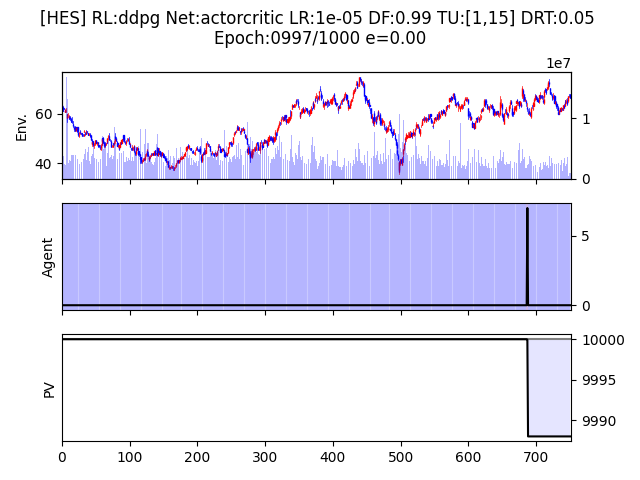 [HES] RL:ddpg Net:actorcritic LR:1e-05 DF:0.99 TU:[1,15] DRT:0.05
Epoch:0997/1000 e=0.00
1e7
Env.
60
40
1
0
Agent
5
0
PV
10000
9995
9990
0 100 200 300 400 500 600 700